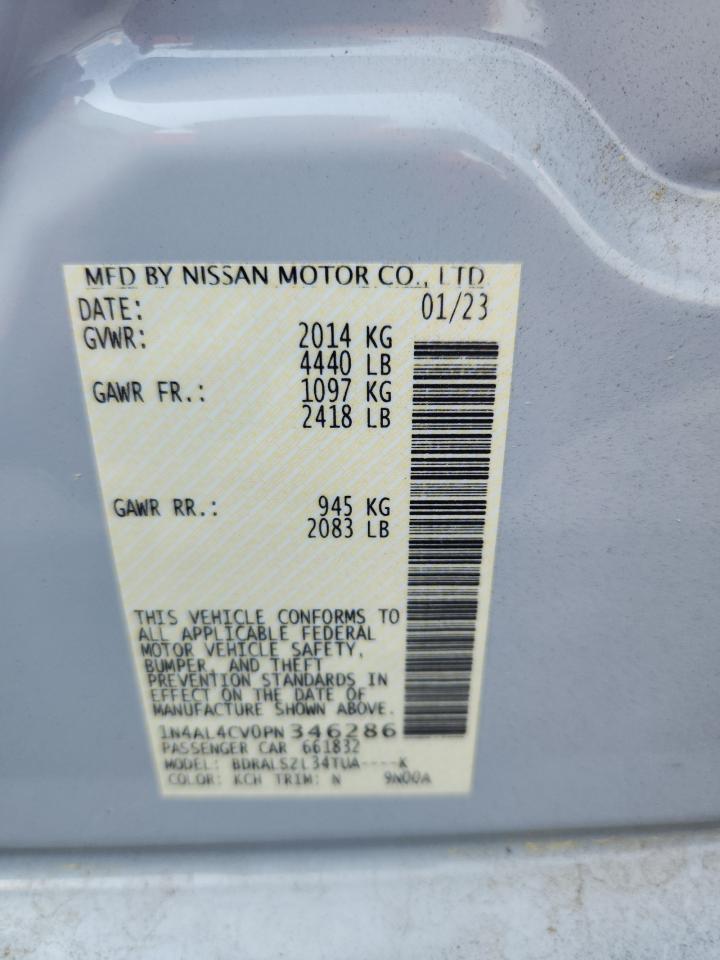 MFD BY NISSAN MOTOR CO., LTD
DATE: 01/23
GVWR: 2014 KG
4440 LB
GAWR FR.: 1097 KG
2418 LB
GAWR RR.: 945 KG
2083 LB
THIS VEHICLE CONFORMS TO
ALL APPLICABLE FEDERAL
MOTOR VEHICLE SAFETY,
BUMPER, AND THEFT
PREVENTION STANDARDS IN
EFFECT ON THE DATE OF
MANUFACTURE SHOWN ABOVE.
1N4AL4CV0PN346286
PASSENGER CAR 661832
MODEL: BDRALSZL34TUA----K
COLOR: KCH TRIM: N 9N00A